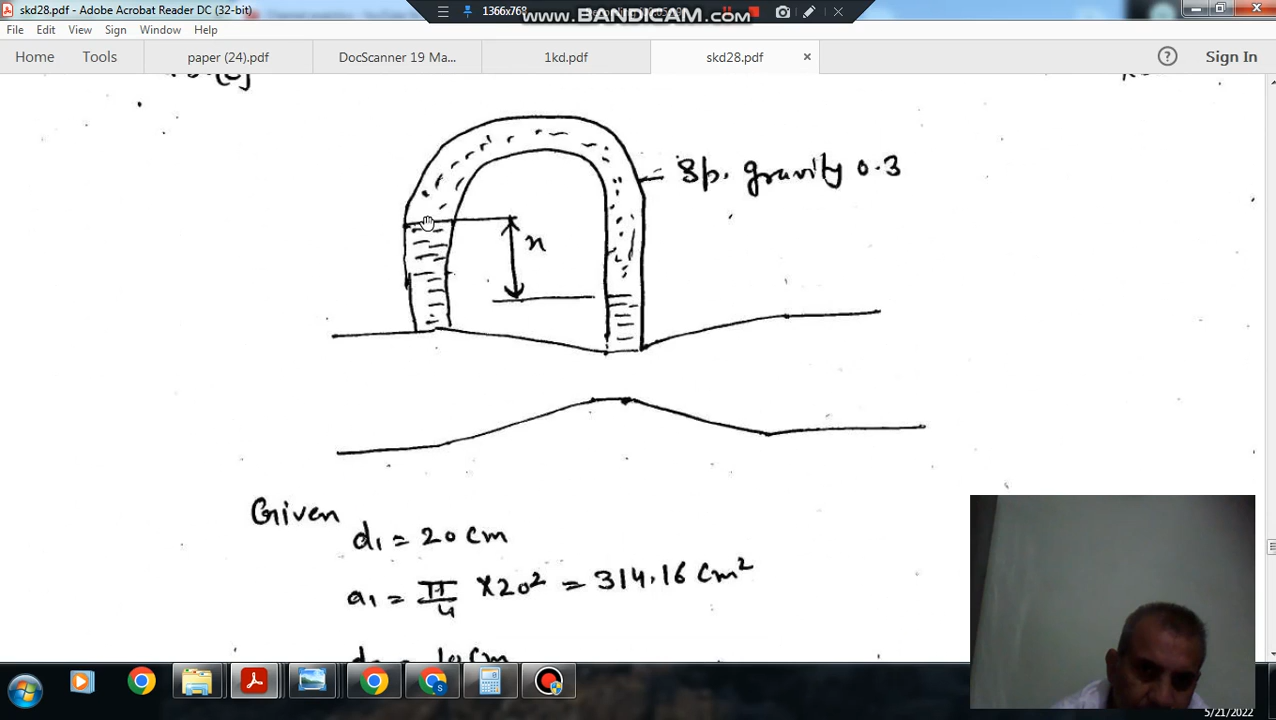 skd28.pdf - Adobe Acrobat Reader DC (32-bit)
1366x768
www.BANDICAM.com
File Edit View Sign Window Help
Home Tools paper (24).pdf DocScanner 19 Ma... 1kd.pdf skd28.pdf × ? Sign In
x
Sp. gravity 0.3
Given
d₁ = 20 cm
a₁ = π/4 × 20² = 314.16 cm²
5/21/2022